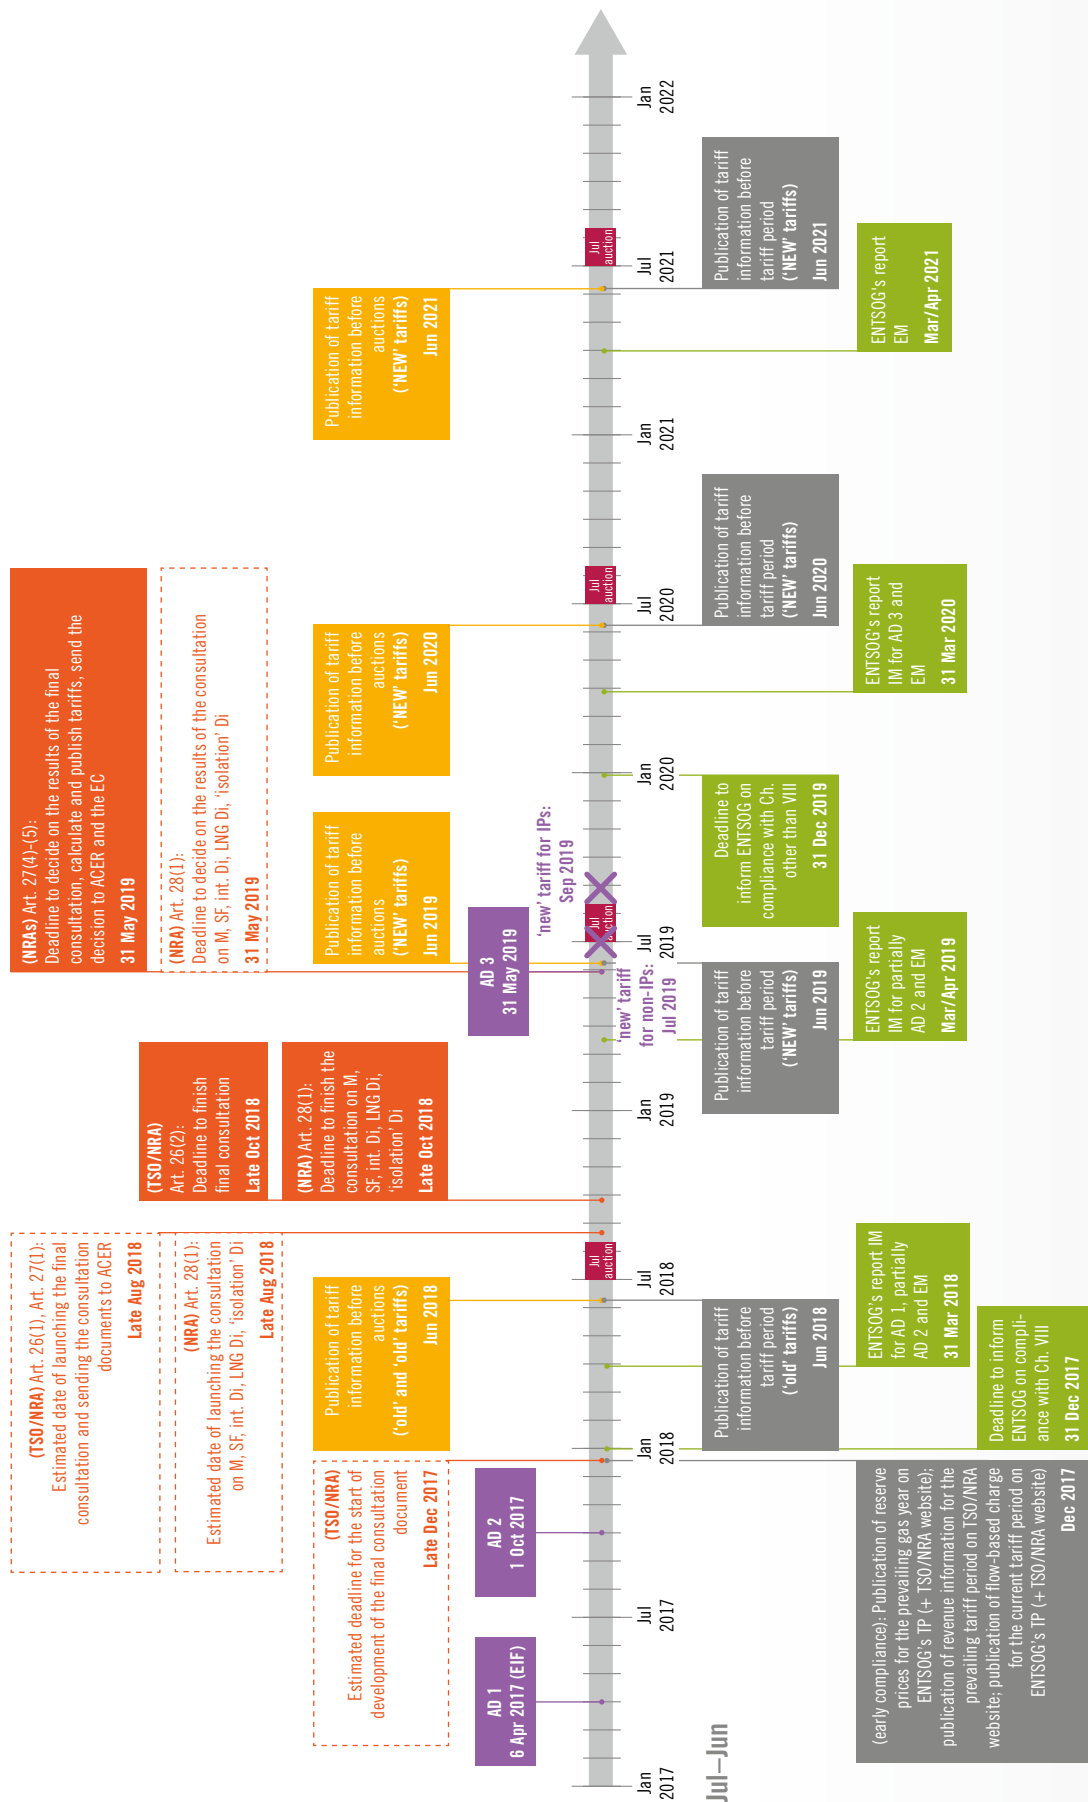 (NRAs) Art. 27(4)-(5):
Deadline to decide on the results of the final
consultation, calculate and publish tariffs, send the
decision to ACER and the EC
31 May 2019
(NRA) Art. 28(1):
Deadline to decide on the results of the consultation
on M, SF, int. Di, LNG Di, ‘isolation’ Di
31 May 2019
(TSO/NRA) Art. 26(1), Art. 27(1):
Estimated date of launching the final
consultation and sending the consultation
documents to ACER
Late Aug 2018
(NRA) Art. 28(1):
Estimated date of launching the consultation
on M, SF, int. Di, LNG Di, ‘isolation’ Di
Late Aug 2018
(TSO/NRA)
Art. 26(2):
Deadline to finish
final consultation
Late Oct 2018
(NRA) Art. 28(1):
Deadline to finish the
consultation on M,
SF, int. Di, LNG Di,
‘isolation’ Di
Late Oct 2018
(TSO/NRA)
Estimated deadline for the start of
development of the final consultation
document
Late Dec 2017
Publication of tariff
information before
auctions
(‘old’ and ‘old’ tariffs)
Jun 2018
Publication of tariff
information before
auctions
(‘NEW’ tariffs)
Jun 2019
Publication of tariff
information before
auctions
(‘NEW’ tariffs)
Jun 2020
Publication of tariff
information before
auctions
(‘NEW’ tariffs)
Jun 2021
AD 1
6 Apr 2017 (EIF)
AD 2
1 Oct 2017
AD 3
31 May 2019
‘new’ tariff for IPs:
Sep 2019
Jul
auction
Jul
auction
Jul
auction
Jul
auction
‘new’ tariff
for non-IPs:
Jul 2019
Jan
2017
Jul
2017
Jan
2018
Jul
2018
Jan
2019
Jul
2019
Jan
2020
Jul
2020
Jan
2021
Jul
2021
Jan
2022
Jul–Jun
Publication of tariff
information before
tariff period
(‘old’ tariffs)
Jun 2018
Publication of tariff
information before
tariff period
(‘NEW’ tariffs)
Jun 2019
Deadline to
inform ENTSOG on
compliance with Ch.
other than VIII
31 Dec 2019
Publication of tariff
information before
tariff period
(‘NEW’ tariffs)
Jun 2020
Publication of tariff
information before
tariff period
(‘NEW’ tariffs)
Jun 2021
(early compliance): Publication of reserve
prices for the prevailing gas year on
ENTSOG's TP (+ TSO/NRA website);
publication of revenue information for the
prevailing tariff period on TSO/NRA
website; publication of flow-based charge
for the current tariff period on
ENTSOG's TP (+ TSO/NRA website)
Dec 2017
Deadline to inform
ENTSOG on compli-
ance with Ch. VIII
31 Dec 2017
ENTSOG's report IM
for AD 1, partially
AD 2 and EM
31 Mar 2018
ENTSOG's report
IM for partially
AD 2 and EM
Mar/Apr 2019
ENTSOG's report
IM for AD 3 and
EM
31 Mar 2020
ENTSOG's report
EM
Mar/Apr 2021